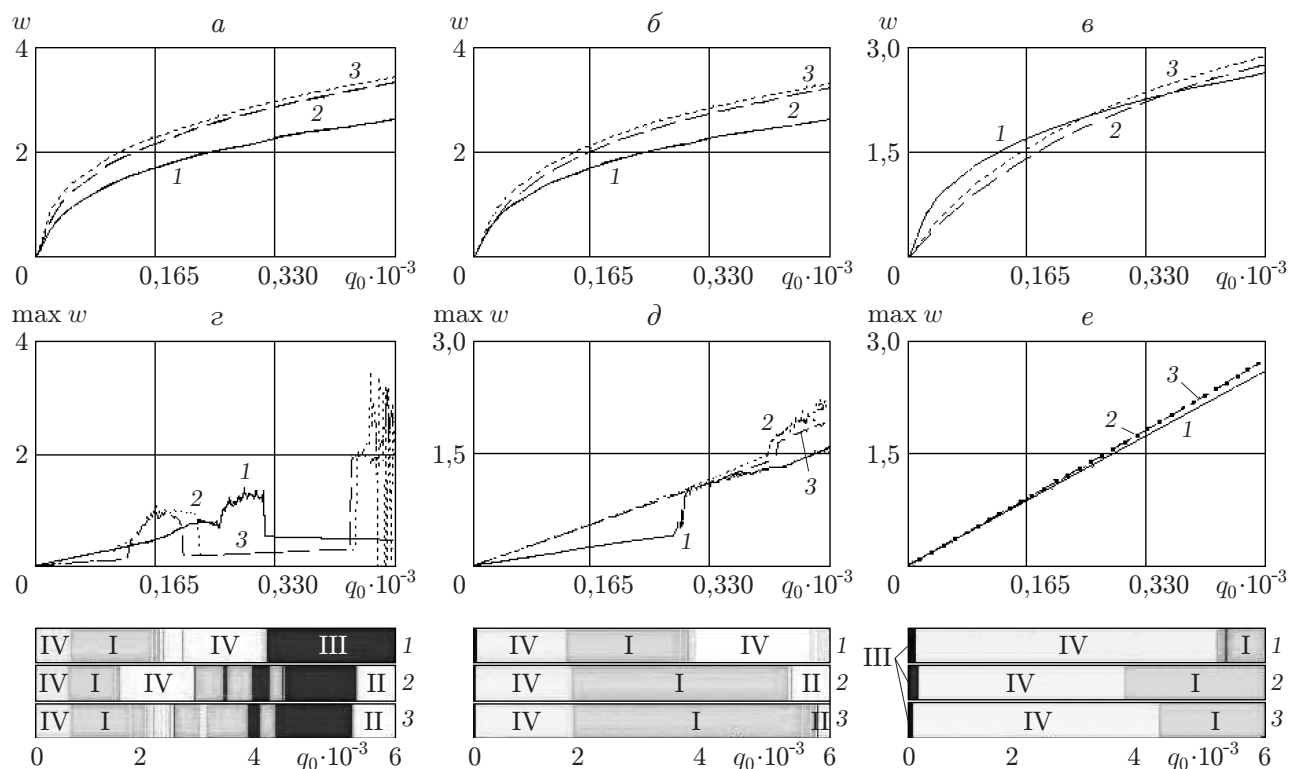 w а w б w в
4 4 3,0
3 3 3
2 2 1 2
2 2 1,5
1 1
0 0,165 0,330 q₀·10⁻³ 0 0,165 0,330 q₀·10⁻³ 0 0,165 0,330 q₀·10⁻³
max w г max w д max w е
4 3,0 3,0
3
2 2 1
2 1,5 1,5
1 2 3
3 1
0 0,165 0,330 q₀·10⁻³ 0 0,165 0,330 q₀·10⁻³ 0 0,165 0,330 q₀·10⁻³
IV I IV III 1 IV I IV 1 III IV I 1
IV I IV II 2 IV I II 2 IV I 2
IV I II 3 IV I II 3 IV I 3
0 2 4 q₀·10⁻³ 6 0 2 4 q₀·10⁻³ 6 0 2 4 q₀·10⁻³ 6